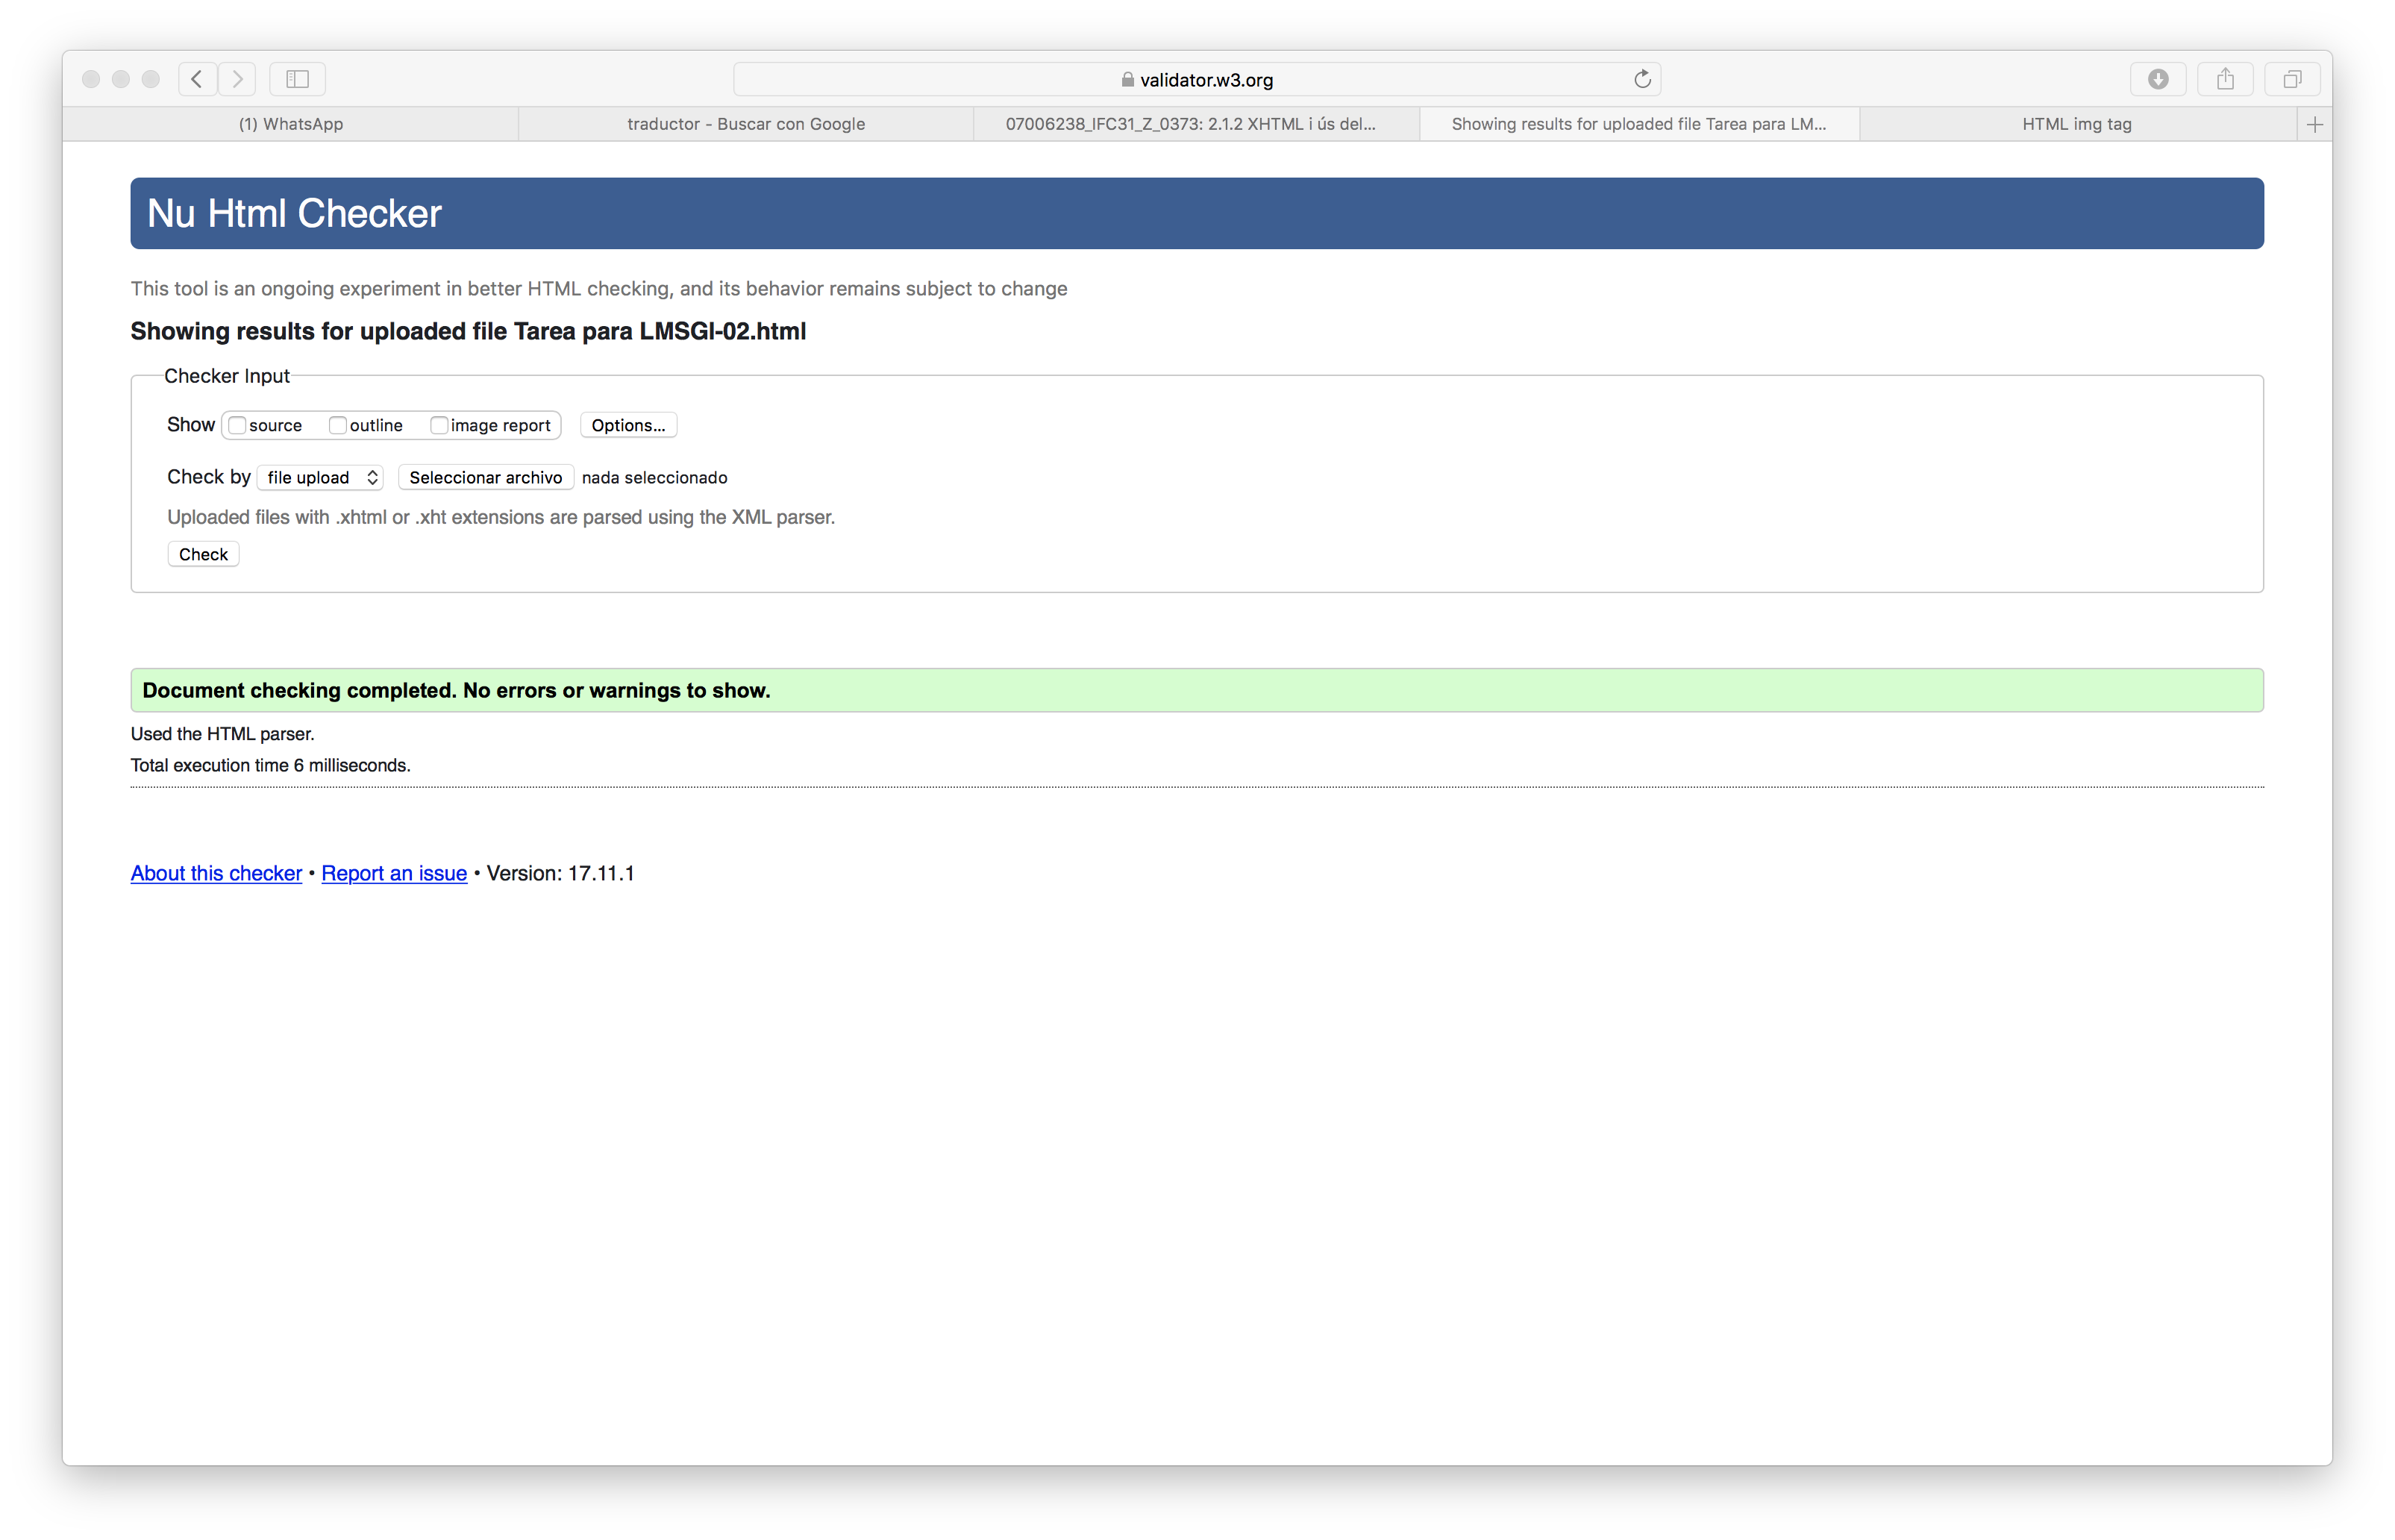 validator.w3.org
(1) WhatsApp
traductor - Buscar con Google
07006238_IFC31_Z_0373: 2.1.2 XHTML i ús del...
Showing results for uploaded file Tarea para LM...
HTML img tag
Nu Html Checker
This tool is an ongoing experiment in better HTML checking, and its behavior remains subject to change
Showing results for uploaded file Tarea para LMSGI-02.html
Checker Input
Show source outline image report Options...
Check by file upload Seleccionar archivo nada seleccionado
Uploaded files with .xhtml or .xht extensions are parsed using the XML parser.
Check
Document checking completed. No errors or warnings to show.
Used the HTML parser.
Total execution time 6 milliseconds.
About this checker • Report an issue • Version: 17.11.1